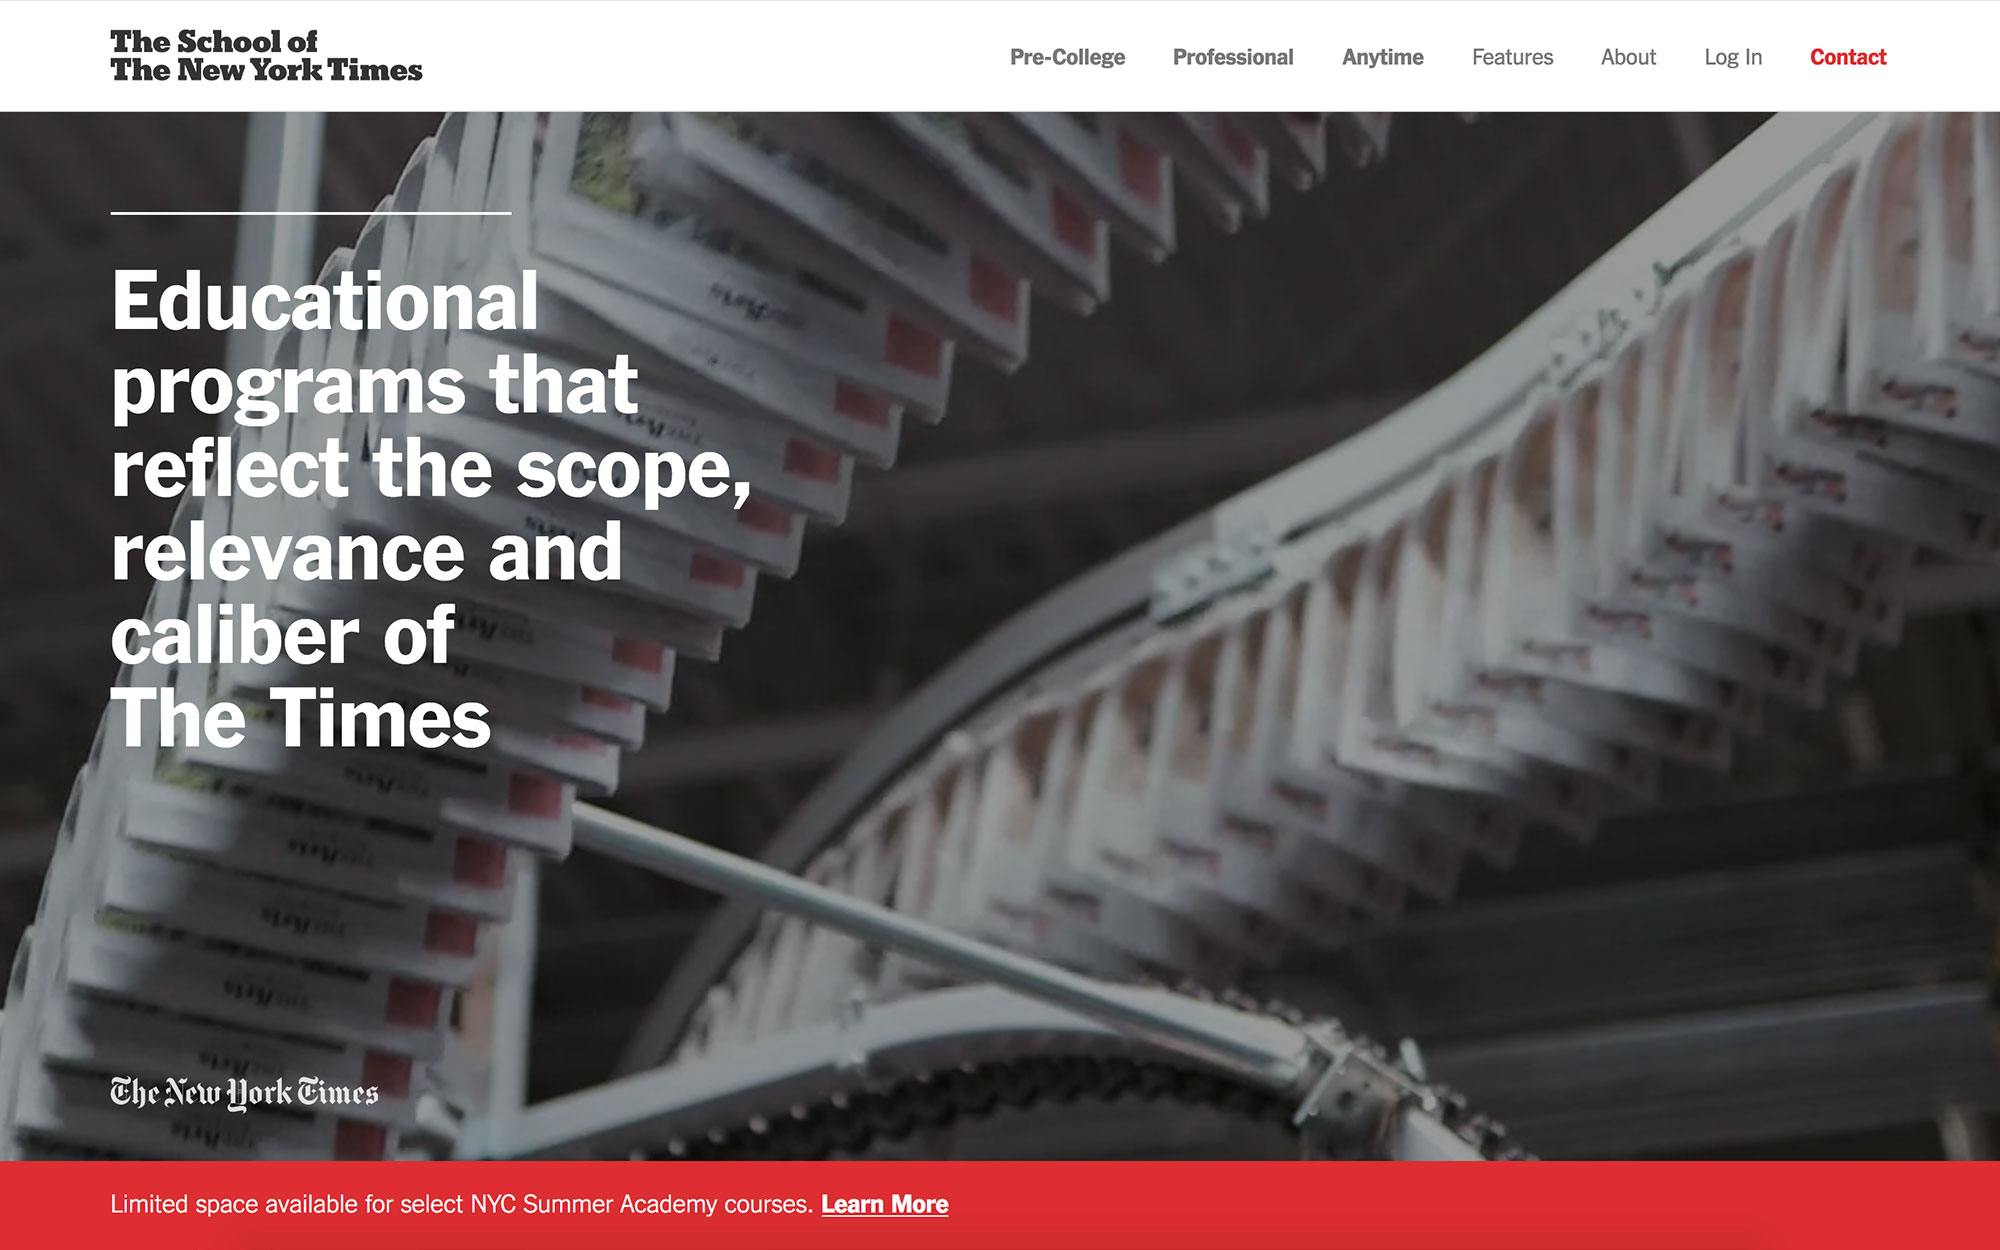 The School of
The New York Times
Pre-College Professional Anytime Features About Log In Contact
Educational
programs that
reflect the scope,
relevance and
caliber of
The Times
The New York Times
Limited space available for select NYC Summer Academy courses. Learn More